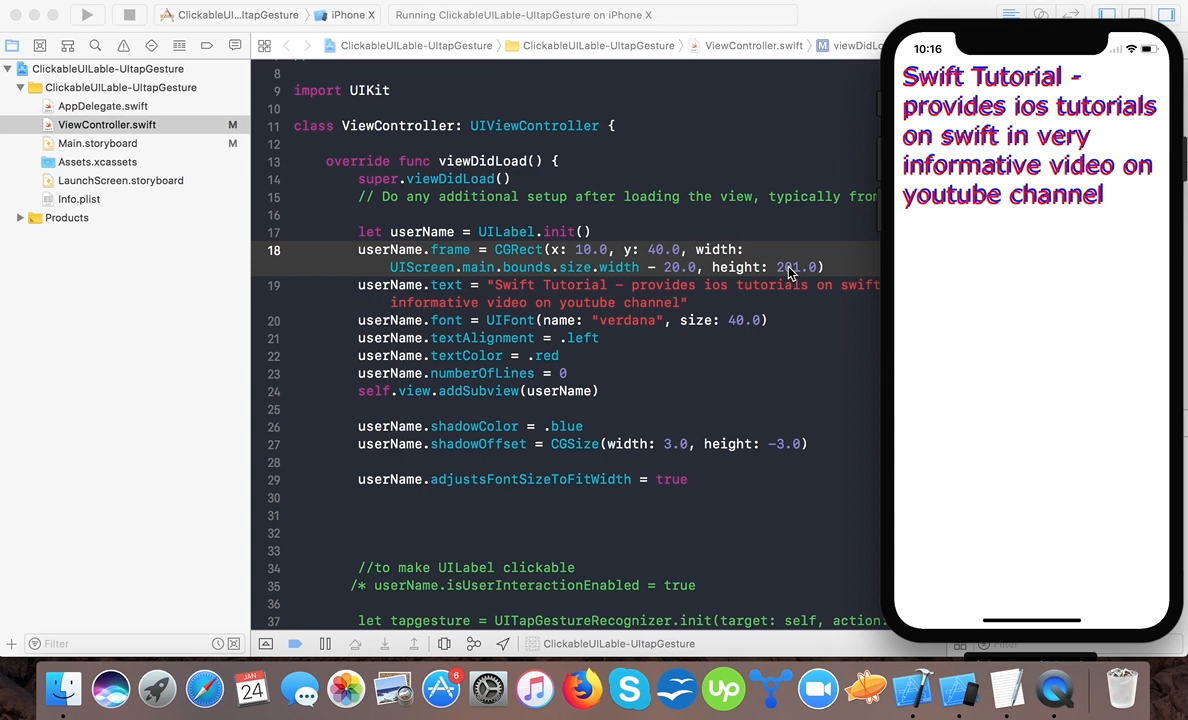 ClickableUI...ItapGesture
iPhone X
Running ClickableUILable-UItapGesture on iPhone X
ClickableUILable-UItapGesture
ClickableUILable-UItapGesture
ViewController.swift
M
viewDidLo
ClickableUILable-UItapGesture
ClickableUILable-UItapGesture
AppDelegate.swift
ViewController.swift M
Main.storyboard M
Assets.xcassets
LaunchScreen.storyboard
Info.plist
Products
Filter
8
9 import UIKit
10
11 class ViewController: UIViewController {
12
13 override func viewDidLoad() {
14 super.viewDidLoad()
15 // Do any additional setup after loading the view, typically from
16
17 let userName = UILabel.init()
18 userName.frame = CGRect(x: 10.0, y: 40.0, width:
UIScreen.main.bounds.size.width - 20.0, height: 201.0)
19 userName.text = "Swift Tutorial - provides ios tutorials on swift
informative video on youtube channel"
20 userName.font = UIFont(name: "verdana", size: 40.0)
21 userName.textAlignment = .left
22 userName.textColor = .red
23 userName.numberOfLines = 0
24 self.view.addSubview(userName)
25
26 userName.shadowColor = .blue
27 userName.shadowOffset = CGSize(width: 3.0, height: -3.0)
28
29 userName.adjustsFontSizeToFitWidth = true
30
31
32
33
34 //to make UILabel clickable
35 /* userName.isUserInteractionEnabled = true
36
37 let tapgesture = UITapGestureRecognizer.init(target: self, action:
ClickableUILable-UItapGesture
Filter
10:16
Swift Tutorial -
provides ios tutorials
on swift in very
informative video on
youtube channel
JAN
24
6
Up